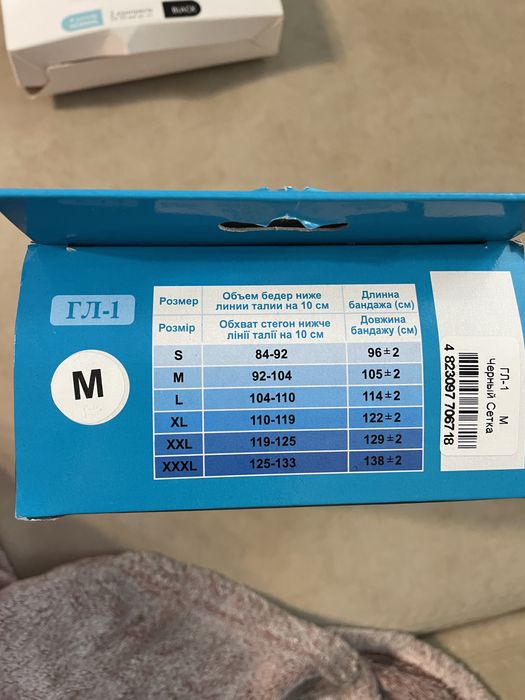 BLACK
ГЛ-1
M
Розмер
Объем бедер ниже линии талии на 10 см
Длинна бандажа (см)
Розмір
Обхват стегон нижче лінії талії на 10 см
Довжина бандажу (см)
S 84-92 96±2
M 92-104 105±2
L 104-110 114±2
XL 110-119 122±2
XXL 119-125 129±2
XXXL 125-133 138±2
ГЛ-1 М
Черный Сетка
4 823097 706718